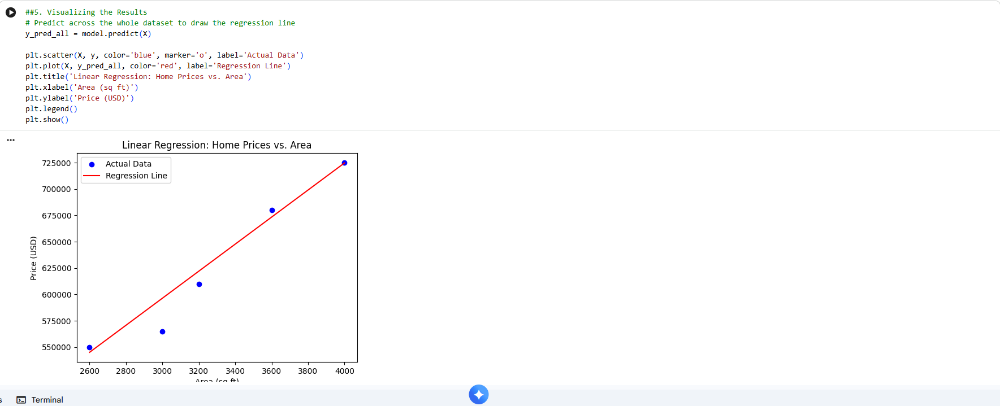 ##5. Visualizing the Results
# Predict across the whole dataset to draw the regression line
y_pred_all = model.predict(X)
plt.scatter(X, y, color='blue', marker='o', label='Actual Data')
plt.plot(X, y_pred_all, color='red', label='Regression Line')
plt.title('Linear Regression: Home Prices vs. Area')
plt.xlabel('Area (sq ft)')
plt.ylabel('Price (USD)')
plt.legend()
plt.show()
Linear Regression: Home Prices vs. Area
Actual Data
Regression Line
725000
700000
675000
650000
625000
600000
575000
550000
Price (USD)
2600 2800 3000 3200 3400 3600 3800 4000
Area (sq ft)
s
Terminal